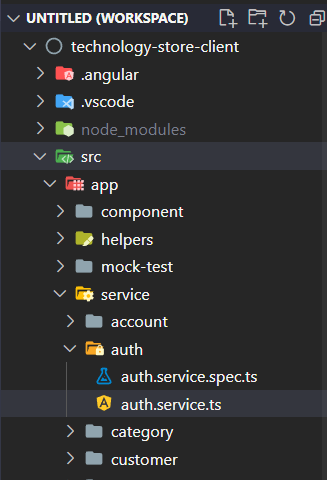 UNTITLED (WORKSPACE)
technology-store-client
.angular
.vscode
node_modules
src
app
component
helpers
mock-test
service
account
auth
auth.service.spec.ts
auth.service.ts
category
customer